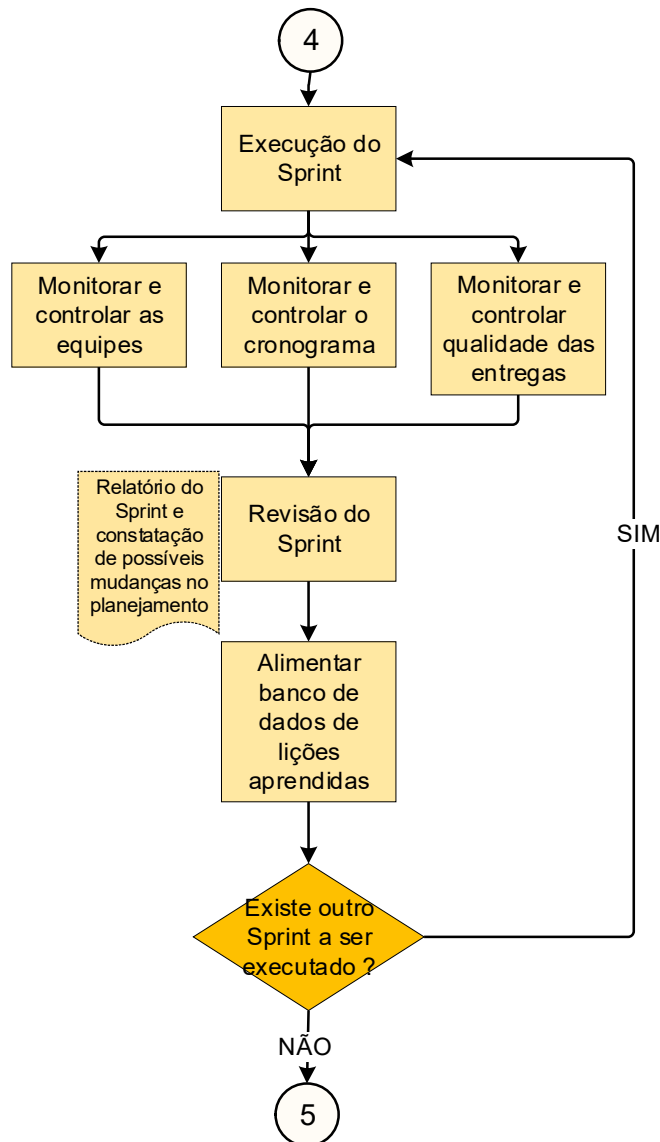 4
Execução do
Sprint
Monitorar e
controlar as
equipes
Monitorar e
controlar o
cronograma
Monitorar e
controlar
qualidade das
entregas
Relatório do
Sprint e
constatação
de possíveis
mudanças no
planejamento
Revisão do
Sprint
SIM
Alimentar
banco de
dados de
lições
aprendidas
Existe outro
Sprint a ser
executado ?
NÃO
5